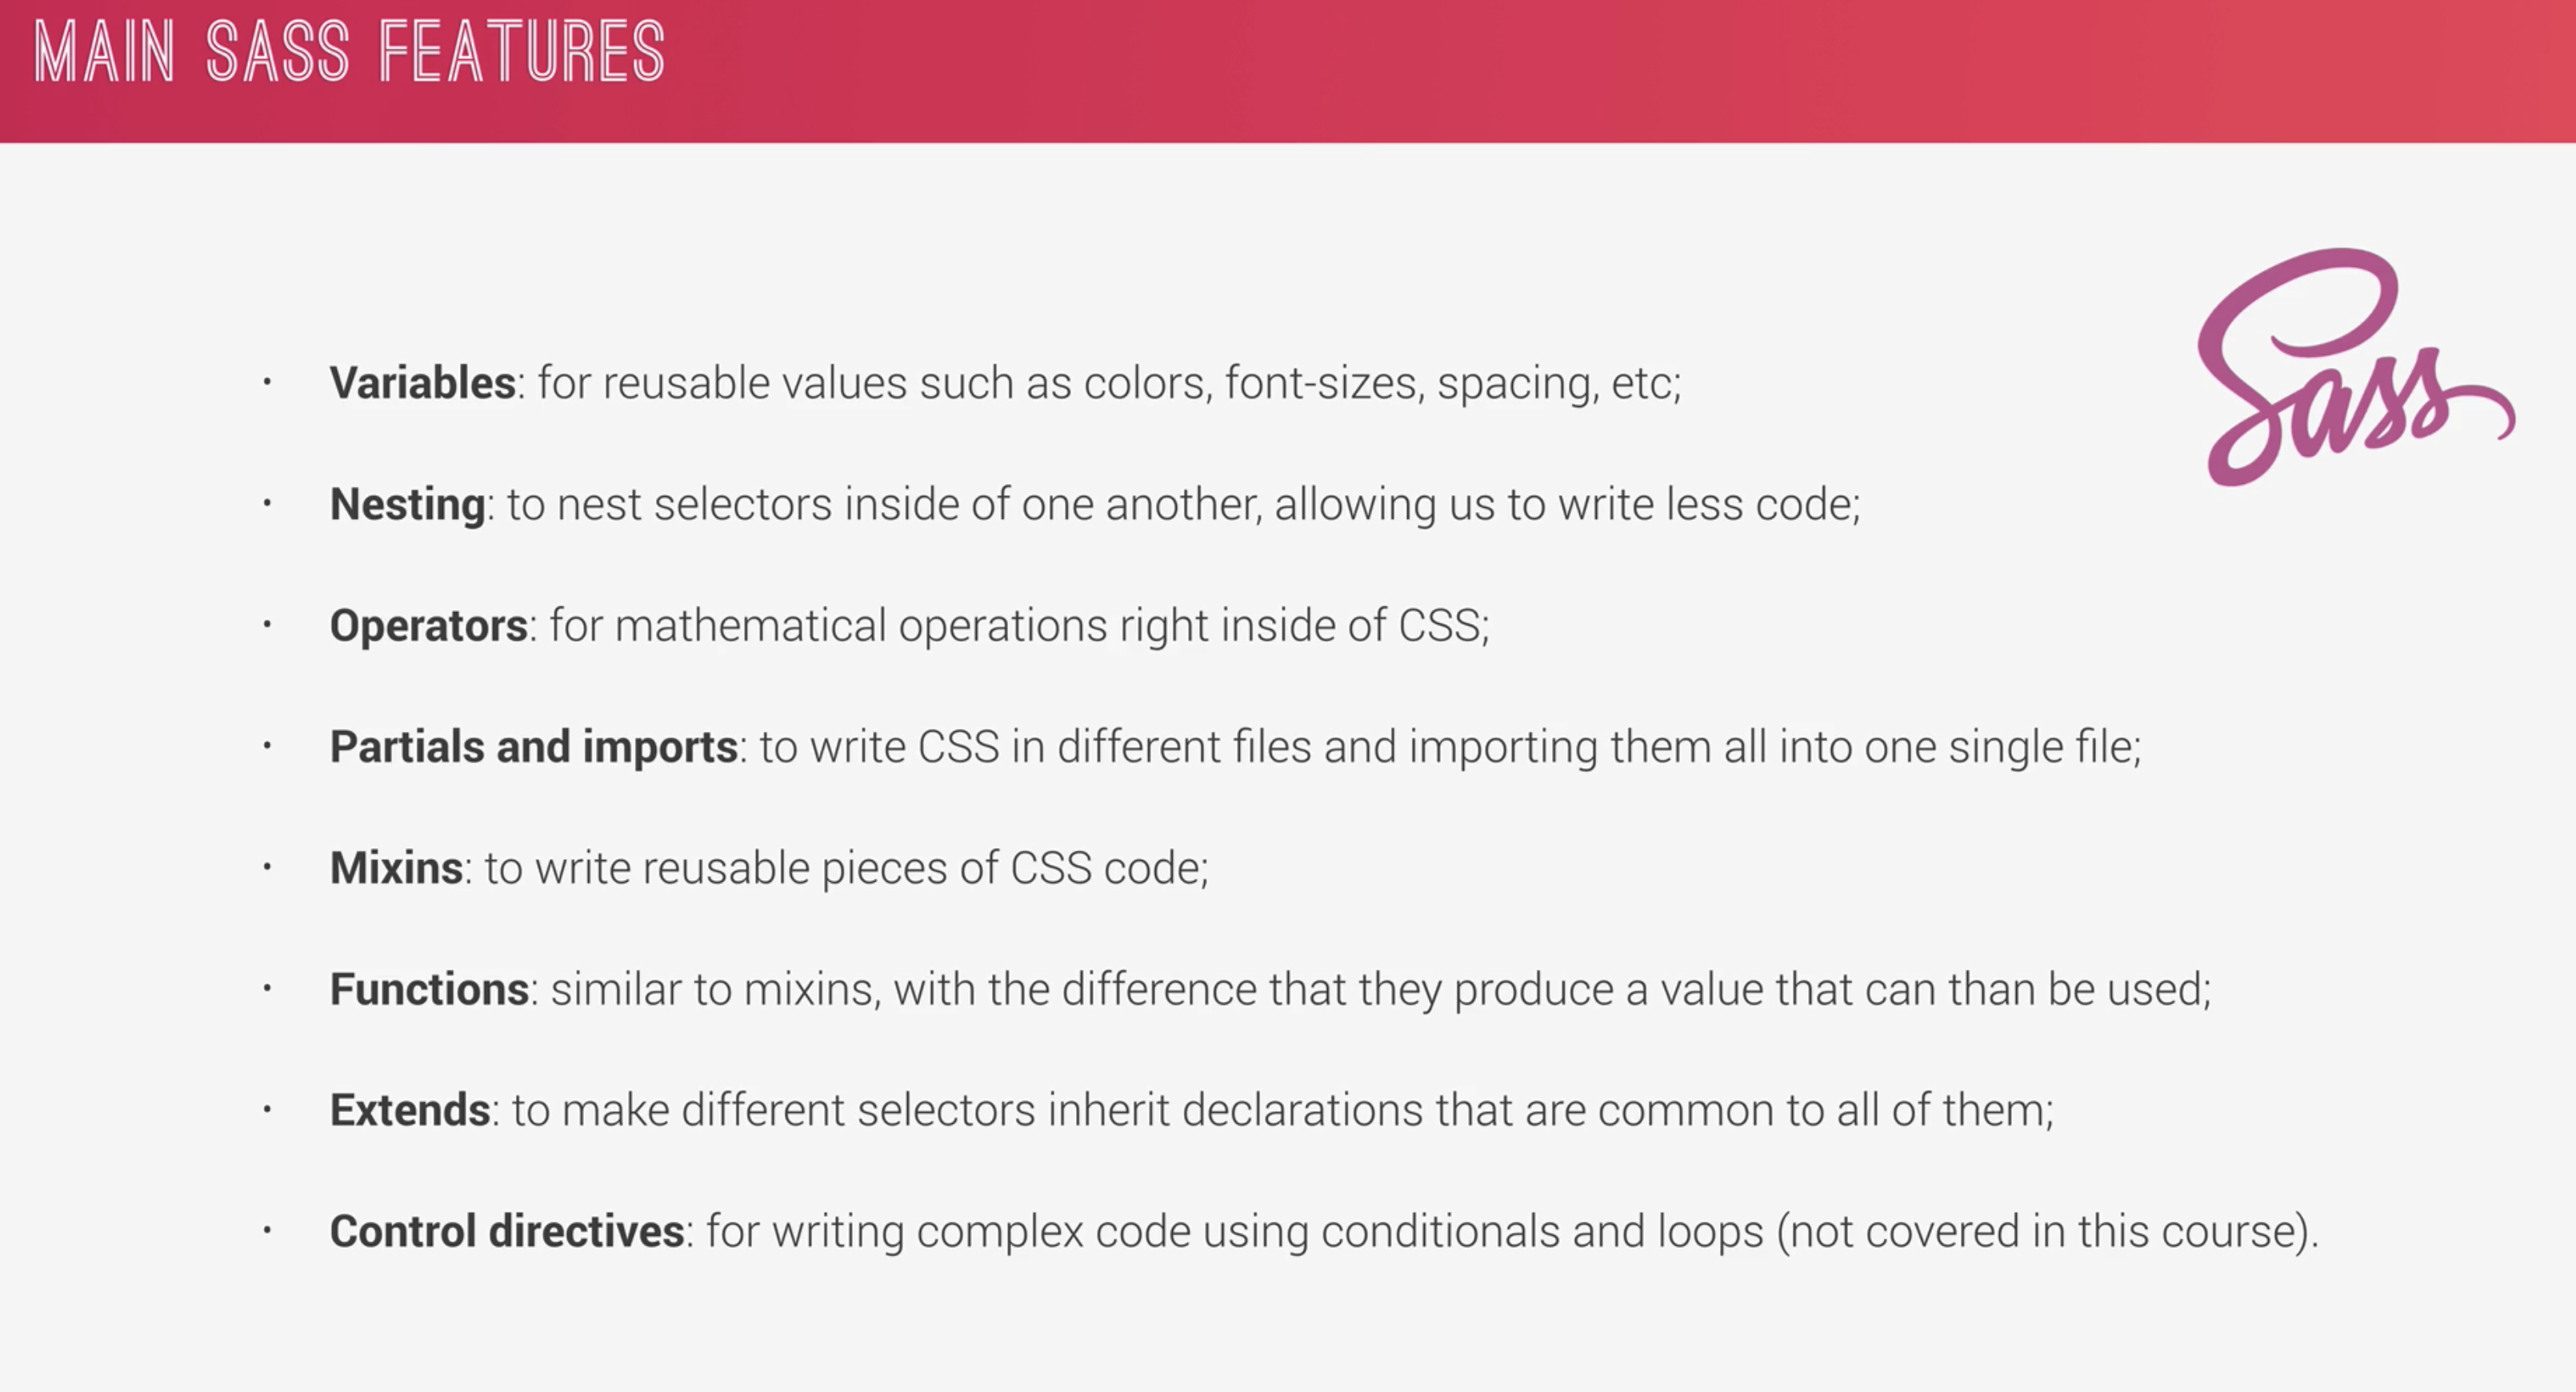 MAIN SASS FEATURES
Sass
• Variables: for reusable values such as colors, font-sizes, spacing, etc;
• Nesting: to nest selectors inside of one another, allowing us to write less code;
• Operators: for mathematical operations right inside of CSS;
• Partials and imports: to write CSS in different files and importing them all into one single file;
• Mixins: to write reusable pieces of CSS code;
• Functions: similar to mixins, with the difference that they produce a value that can than be used;
• Extends: to make different selectors inherit declarations that are common to all of them;
• Control directives: for writing complex code using conditionals and loops (not covered in this course).